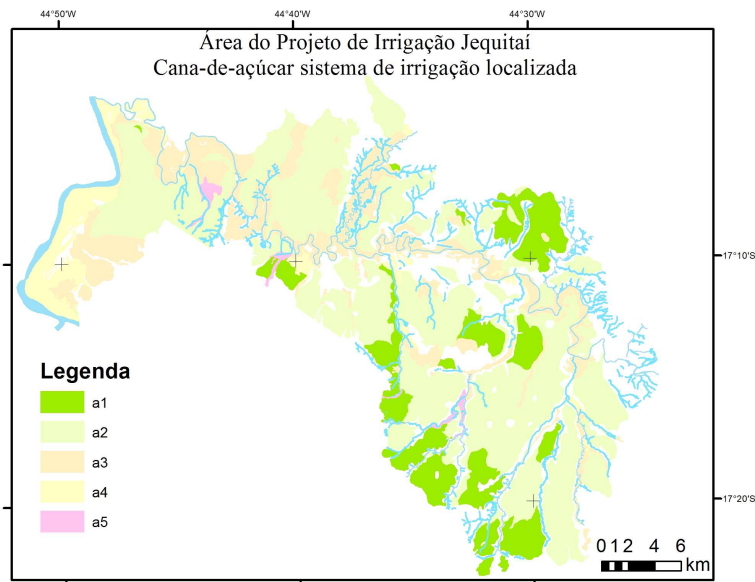 44°50'W 44°40'W 44°30'W
Área do Projeto de Irrigação Jequitaí
Cana-de-açúcar sistema de irrigação localizada
17°10'S
Legenda
a1
a2
a3
a4
a5
17°20'S
0 1 2 4 6
km